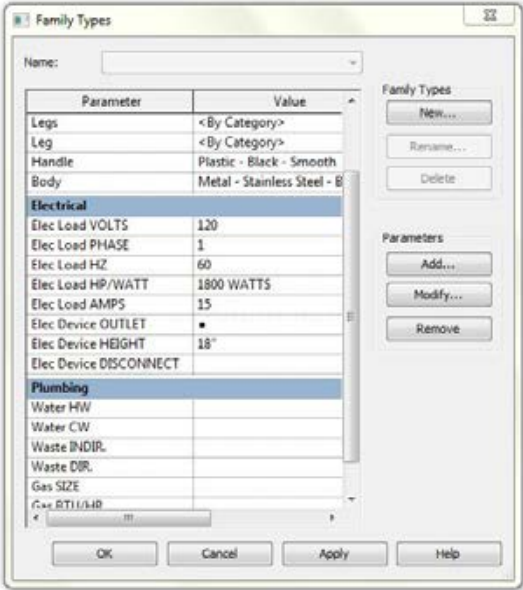 Family Types
Name:
Parameter Value
Legs <By Category>
Leg <By Category>
Handle Plastic - Black - Smooth
Body Metal - Stainless Steel - B
Electrical
Elec Load VOLTS 120
Elec Load PHASE 1
Elec Load HZ 60
Elec Load HP/WATT 1800 WATTS
Elec Load AMPS 15
Elec Device OUTLET •
Elec Device HEIGHT 18"
Elec Device DISCONNECT
Plumbing
Water HW
Water CW
Waste INDIR.
Waste DIR.
Gas SIZE
Gas BTU/HR
Family Types
New...
Rename...
Delete
Parameters
Add...
Modify...
Remove
OK Cancel Apply Help